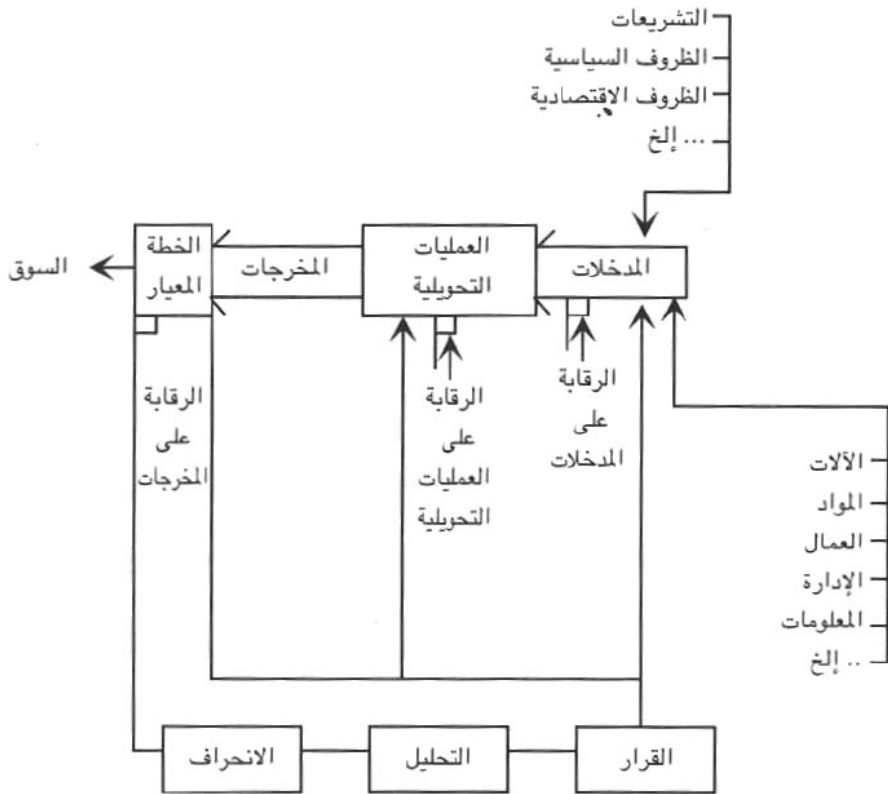 التشريعات
الظروف السياسية
الظروف الاقتصادية
... إلخ
المدخلات
العمليات
التحويلية
المخرجات
الخطة
المعيار
السوق
الرقابة
على
المدخلات
الرقابة
على
العمليات
التحويلية
الرقابة
على
المخرجات
الآلات
المواد
العمال
الإدارة
المعلومات
.. إلخ
القرار
التحليل
الانحراف